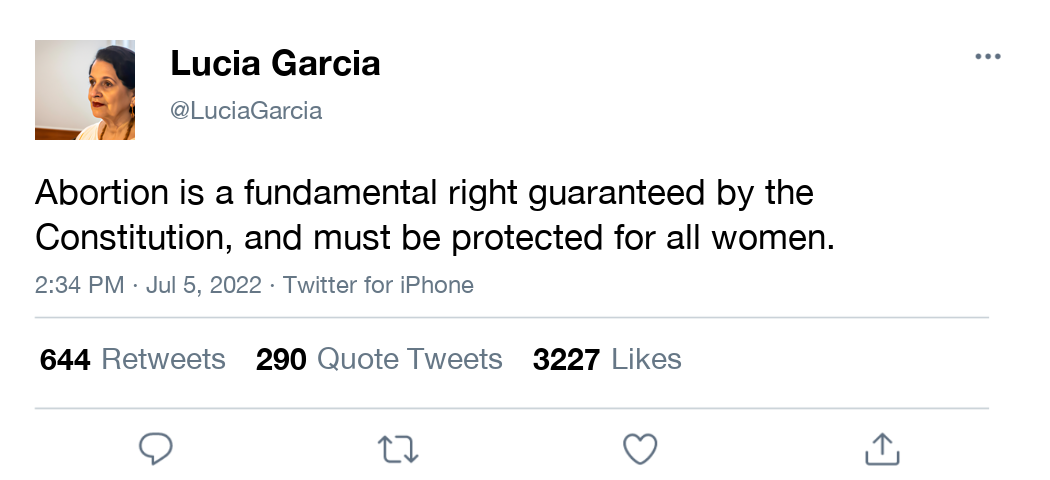 Lucia Garcia
@LuciaGarcia
Abortion is a fundamental right guaranteed by the
Constitution, and must be protected for all women.
2:34 PM · Jul 5, 2022 · Twitter for iPhone
644 Retweets 290 Quote Tweets 3227 Likes